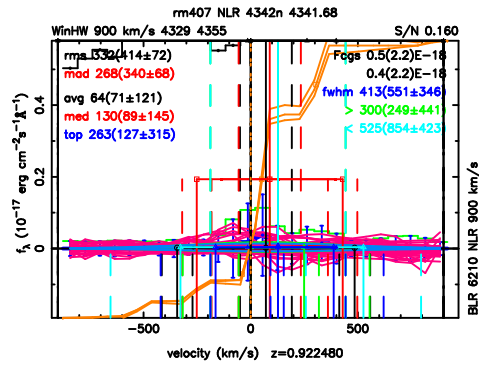 rm407 NLR 4342n 4341.68
WinHW 900 km/s 4329 4355 S/N 0.160
rms 332(414±72) Fcgs 0.5(2.2)E-18
mad 268(340±68) 0.4(2.2)E-18
fwhm 413(551±346)
avg 64(71±121) > 300(249±441)
med 130(89±145) < 525(854±423)
top 263(127±315)
0.4
0.2
0
f_λ (10^-17 erg cm^-2 s^-1 Å^-1)
BLR 6210 NLR 900 km/s
-500 0 500
velocity (km/s) z=0.922480